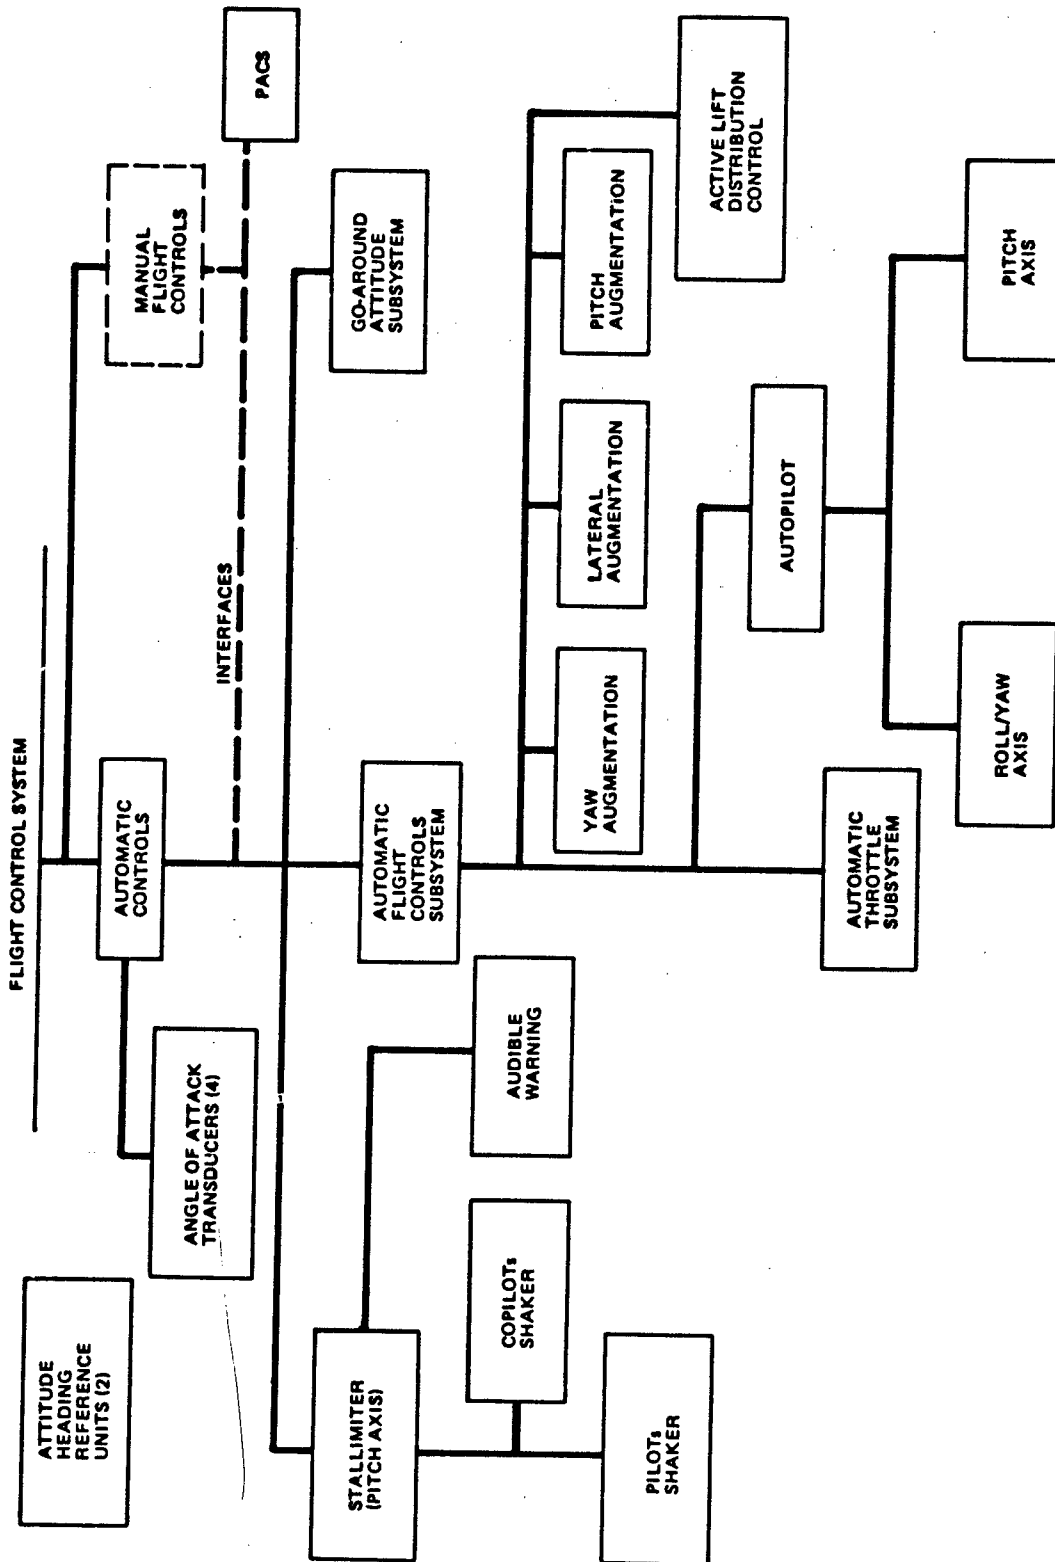 FLIGHT CONTROL SYSTEM
ATTITUDE
HEADING
REFERENCE
UNITS (2)
AUTOMATIC
CONTROLS
MANUAL
FLIGHT
CONTROLS
ANGLE OF ATTACK
TRANSDUCERS (4)
INTERFACES
PACS
STALLIMITER
(PITCH AXIS)
AUTOMATIC
FLIGHT
CONTROLS
SUBSYSTEM
GO-AROUND
ATTITUDE
SUBSYSTEM
COPILOTs
SHAKER
AUDIBLE
WARNING
PILOTs
SHAKER
YAW
AUGMENTATION
LATERAL
AUGMENTATION
PITCH
AUGMENTATION
ACTIVE LIFT
DISTRIBUTION
CONTROL
AUTOMATIC
THROTTLE
SUBSYSTEM
AUTOPILOT
ROLL/YAW
AXIS
PITCH
AXIS